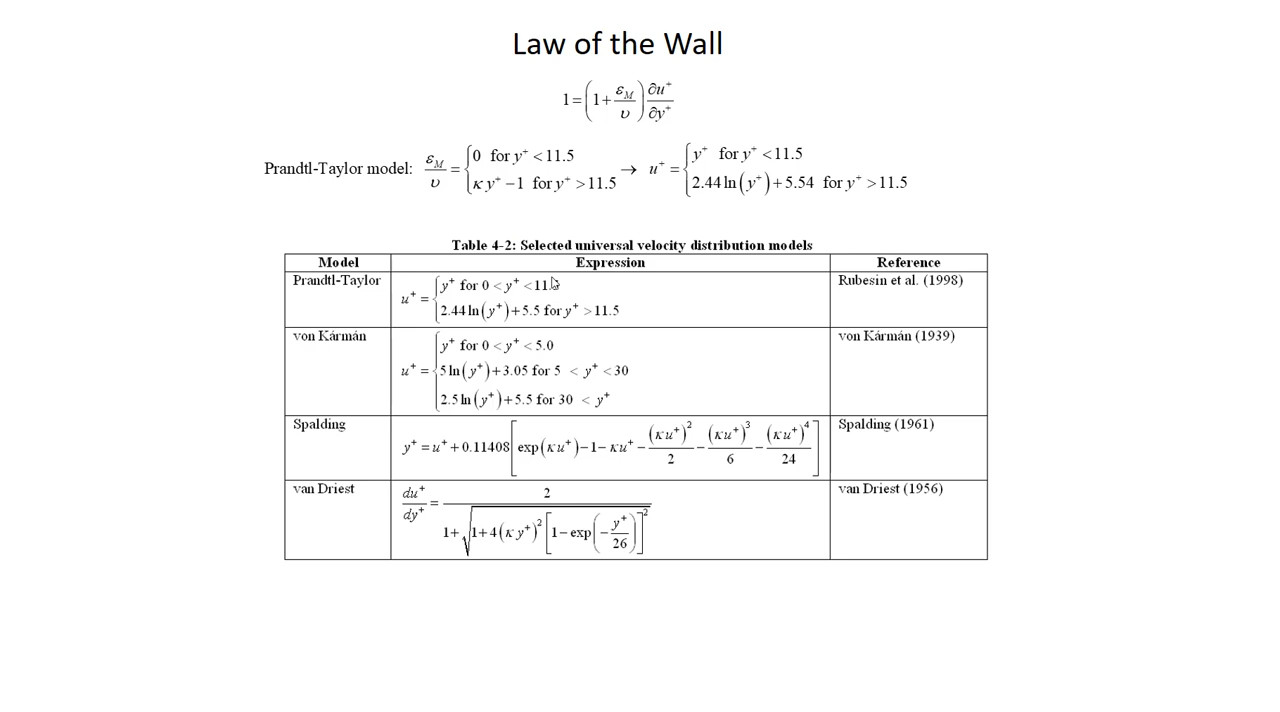 Law of the Wall
1 = (1 + ε_M/υ) ∂u⁺/∂y⁺
Prandtl-Taylor model: ε_M/υ = { 0 for y⁺ < 11.5 ; κ y⁺ − 1 for y⁺ > 11.5 → u⁺ = { y⁺ for y⁺ < 11.5 ; 2.44 ln(y⁺) + 5.54 for y⁺ > 11.5
Table 4-2: Selected universal velocity distribution models
Model Expression Reference
Prandtl-Taylor u⁺ = { y⁺ for 0 < y⁺ < 11.5 Rubesin et al. (1998)
2.44 ln(y⁺) + 5.5 for y⁺ > 11.5
von Kármán u⁺ = { y⁺ for 0 < y⁺ < 5.0 von Kármán (1939)
5 ln(y⁺) + 3.05 for 5 < y⁺ < 30
2.5 ln(y⁺) + 5.5 for 30 < y⁺
Spalding y⁺ = u⁺ + 0.11408 [exp(κu⁺) − 1 − κu⁺ − (κu⁺)²/2 − (κu⁺)³/6 − (κu⁺)⁴/24] Spalding (1961)
van Driest du⁺/dy⁺ = 2/(1 + √(1 + 4(κ y⁺)² [1 − exp(−y⁺/26)]²)) van Driest (1956)